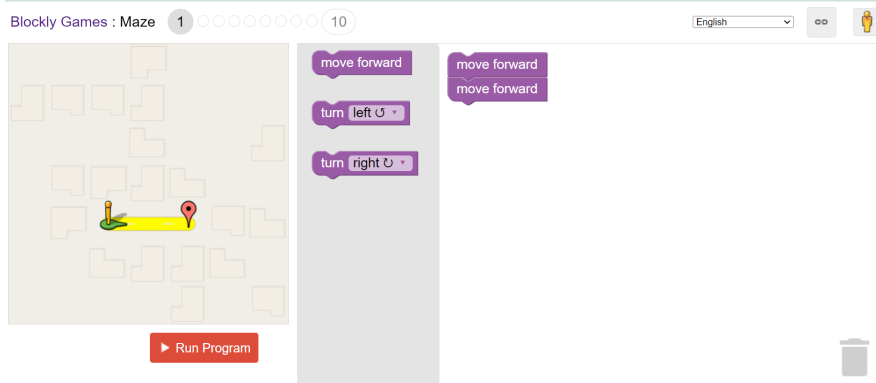 Blockly Games : Maze 1 10 English
move forward
turn left
turn right
move forward
move forward
Run Program